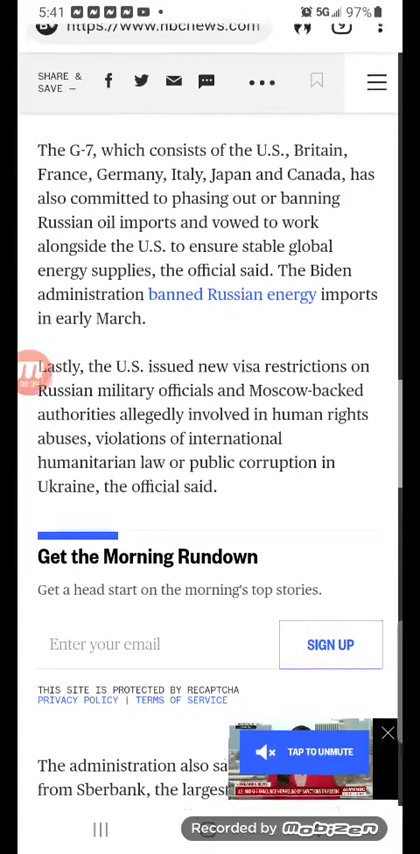 5:41
5G 97%
https://www.nbcnews.com
9
SHARE &
SAVE —
The G-7, which consists of the U.S., Britain,
France, Germany, Italy, Japan and Canada, has
also committed to phasing out or banning
Russian oil imports and vowed to work
alongside the U.S. to ensure stable global
energy supplies, the official said. The Biden
administration banned Russian energy imports
in early March.
Lastly, the U.S. issued new visa restrictions on
Russian military officials and Moscow-backed
authorities allegedly involved in human rights
abuses, violations of international
humanitarian law or public corruption in
Ukraine, the official said.
Get the Morning Rundown
Get a head start on the morning's top stories.
Enter your email
SIGN UP
THIS SITE IS PROTECTED BY RECAPTCHA
PRIVACY POLICY | TERMS OF SERVICE
TAP TO UNMUTE
The administration also sa
from Sberbank, the larges
Recorded by Mobizen